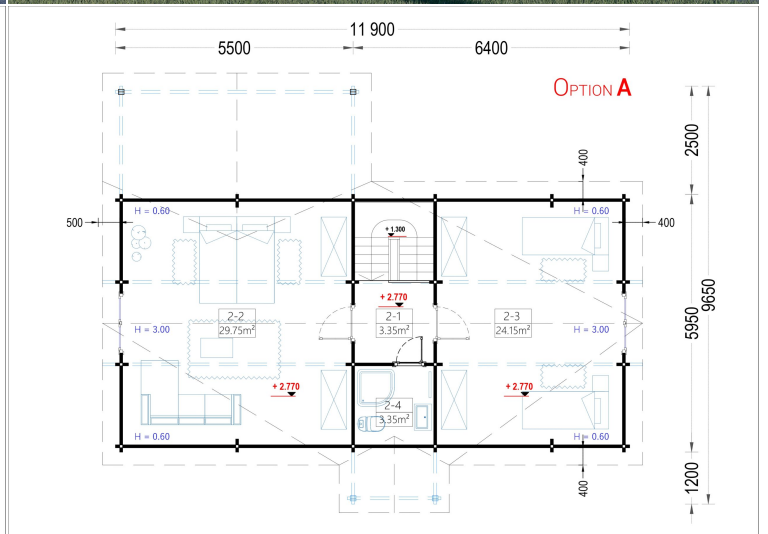 11 900
5500
6400
OPTION A
2500
400
H = 0.60
H = 0.60
500
400
+ 1.300
+ 2.770
2-2
29.75m²
2-1
3.35m²
2-3
24.15m²
H = 3.00
H = 3.00
5950
9650
+ 2.770
+ 2.770
2-4
3.35m²
H = 0.60
H = 0.60
400
1200